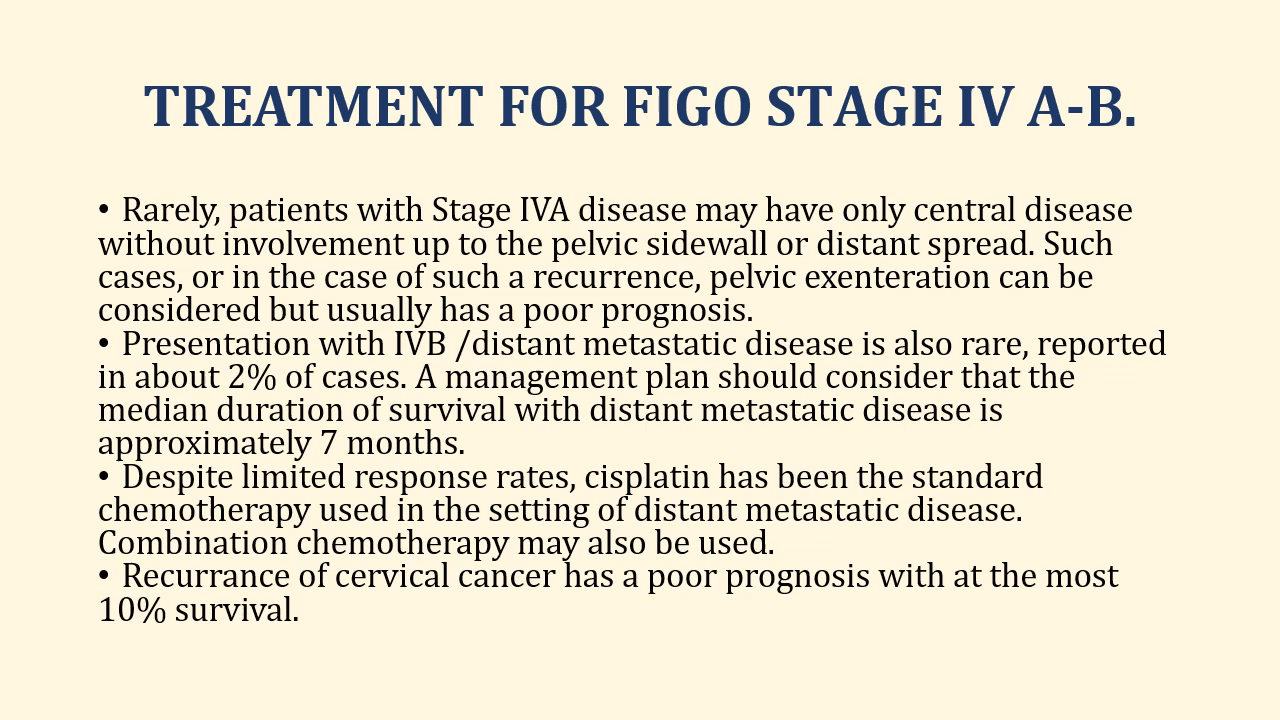 TREATMENT FOR FIGO STAGE IV A-B.
• Rarely, patients with Stage IVA disease may have only central disease
without involvement up to the pelvic sidewall or distant spread. Such
cases, or in the case of such a recurrence, pelvic exenteration can be
considered but usually has a poor prognosis.
• Presentation with IVB /distant metastatic disease is also rare, reported
in about 2% of cases. A management plan should consider that the
median duration of survival with distant metastatic disease is
approximately 7 months.
• Despite limited response rates, cisplatin has been the standard
chemotherapy used in the setting of distant metastatic disease.
Combination chemotherapy may also be used.
• Recurrance of cervical cancer has a poor prognosis with at the most
10% survival.